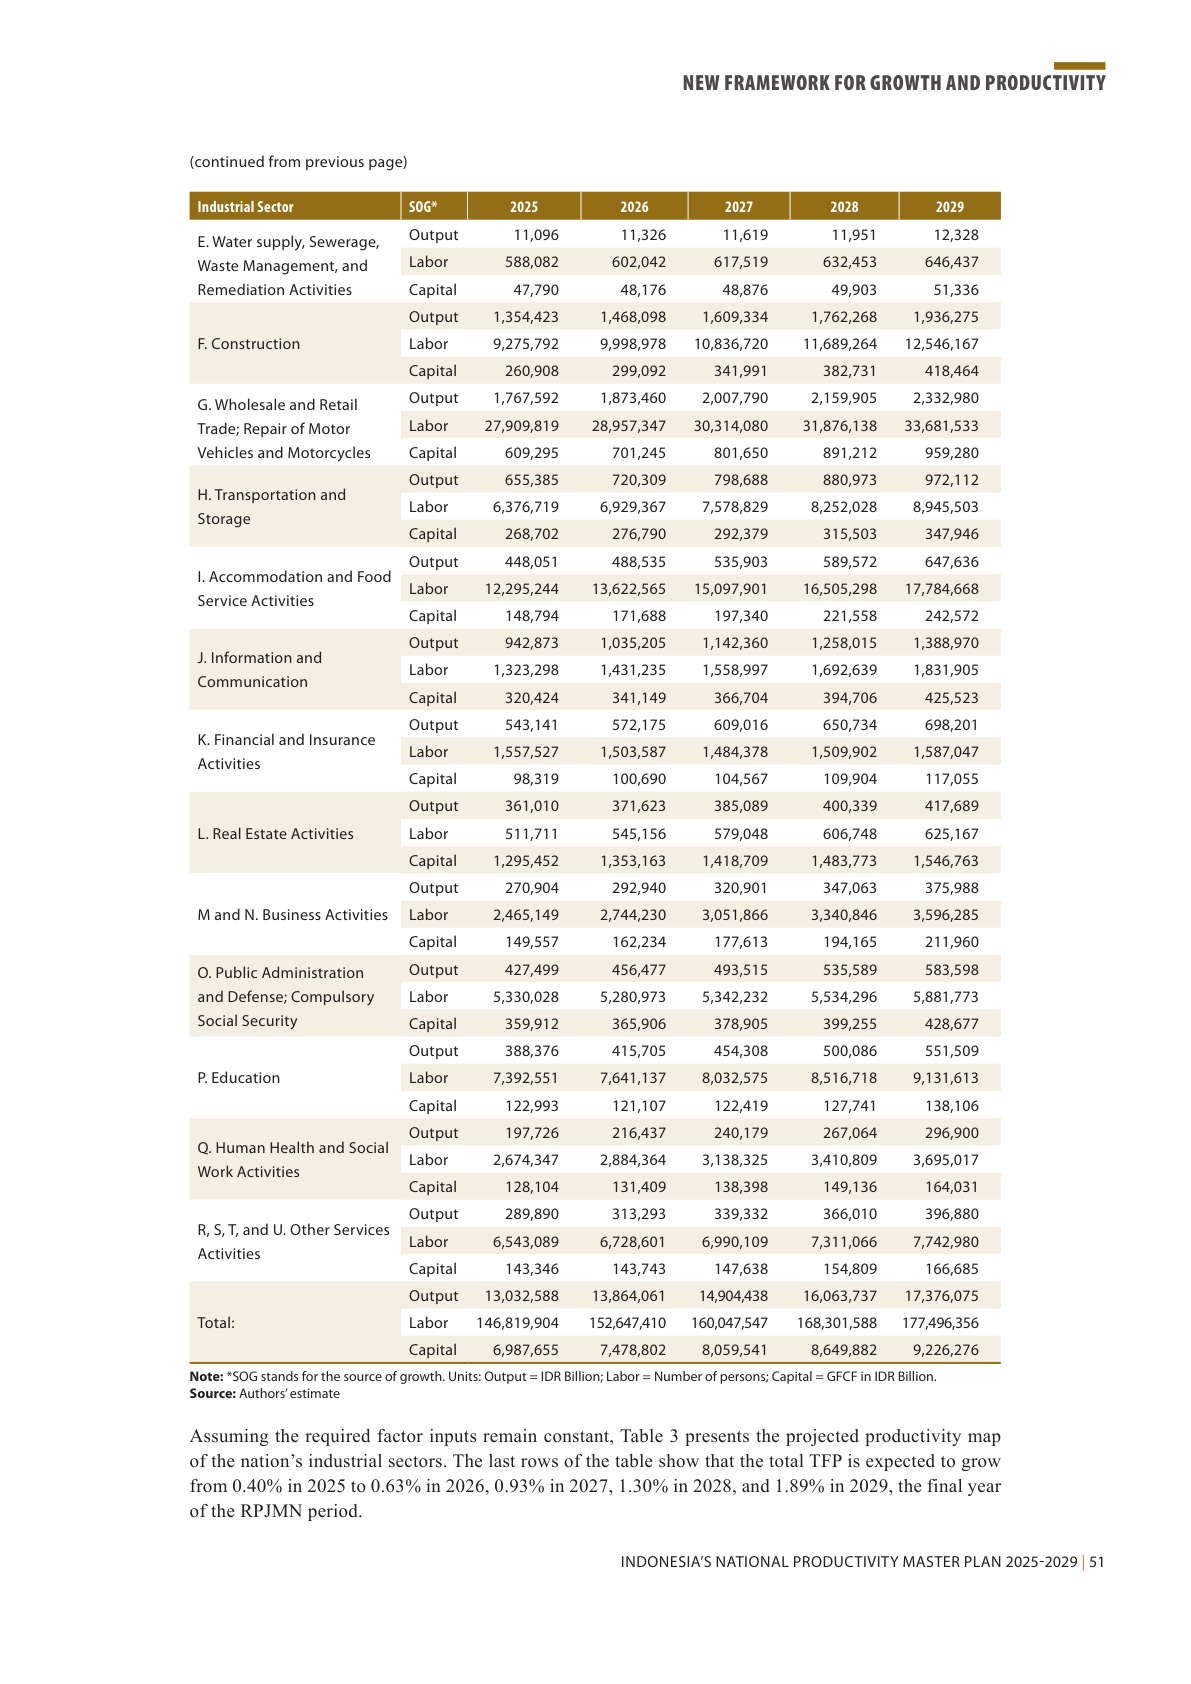 NEW FRAMEWORK FOR GROWTH AND PRODUCTIVITY
(continued from previous page)
Industrial Sector SOG* 2025 2026 2027 2028 2029
E. Water supply, Sewerage, Waste Management, and Remediation Activities
Output 11,096 11,326 11,619 11,951 12,328
Labor 588,082 602,042 617,519 632,453 646,437
Capital 47,790 48,176 48,876 49,903 51,336
F. Construction
Output 1,354,423 1,468,098 1,609,334 1,762,268 1,936,275
Labor 9,275,792 9,998,978 10,836,720 11,689,264 12,546,167
Capital 260,908 299,092 341,991 382,731 418,464
G. Wholesale and Retail Trade; Repair of Motor Vehicles and Motorcycles
Output 1,767,592 1,873,460 2,007,790 2,159,905 2,332,980
Labor 27,909,819 28,957,347 30,314,080 31,876,138 33,681,533
Capital 609,295 701,245 801,650 891,212 959,280
H. Transportation and Storage
Output 655,385 720,309 798,688 880,973 972,112
Labor 6,376,719 6,929,367 7,578,829 8,252,028 8,945,503
Capital 268,702 276,790 292,379 315,503 347,946
I. Accommodation and Food Service Activities
Output 448,051 488,535 535,903 589,572 647,636
Labor 12,295,244 13,622,565 15,097,901 16,505,298 17,784,668
Capital 148,794 171,688 197,340 221,558 242,572
J. Information and Communication
Output 942,873 1,035,205 1,142,360 1,258,015 1,388,970
Labor 1,323,298 1,431,235 1,558,997 1,692,639 1,831,905
Capital 320,424 341,149 366,704 394,706 425,523
K. Financial and Insurance Activities
Output 543,141 572,175 609,016 650,734 698,201
Labor 1,557,527 1,503,587 1,484,378 1,509,902 1,587,047
Capital 98,319 100,690 104,567 109,904 117,055
L. Real Estate Activities
Output 361,010 371,623 385,089 400,339 417,689
Labor 511,711 545,156 579,048 606,748 625,167
Capital 1,295,452 1,353,163 1,418,709 1,483,773 1,546,763
M and N. Business Activities
Output 270,904 292,940 320,901 347,063 375,988
Labor 2,465,149 2,744,230 3,051,866 3,340,846 3,596,285
Capital 149,557 162,234 177,613 194,165 211,960
O. Public Administration and Defense; Compulsory Social Security
Output 427,499 456,477 493,515 535,589 583,598
Labor 5,330,028 5,280,973 5,342,232 5,534,296 5,881,773
Capital 359,912 365,906 378,905 399,255 428,677
P. Education
Output 388,376 415,705 454,308 500,086 551,509
Labor 7,392,551 7,641,137 8,032,575 8,516,718 9,131,613
Capital 122,993 121,107 122,419 127,741 138,106
Q. Human Health and Social Work Activities
Output 197,726 216,437 240,179 267,064 296,900
Labor 2,674,347 2,884,364 3,138,325 3,410,809 3,695,017
Capital 128,104 131,409 138,398 149,136 164,031
R, S, T, and U. Other Services Activities
Output 289,890 313,293 339,332 366,010 396,880
Labor 6,543,089 6,728,601 6,990,109 7,311,066 7,742,980
Capital 143,346 143,743 147,638 154,809 166,685
Total:
Output 13,032,588 13,864,061 14,904,438 16,063,737 17,376,075
Labor 146,819,904 152,647,410 160,047,547 168,301,588 177,496,356
Capital 6,987,655 7,478,802 8,059,541 8,649,882 9,226,276
Note: *SOG stands for the source of growth. Units: Output = IDR Billion; Labor = Number of persons; Capital = GFCF in IDR Billion.
Source: Authors' estimate
Assuming the required factor inputs remain constant, Table 3 presents the projected productivity map
of the nation's industrial sectors. The last rows of the table show that the total TFP is expected to grow
from 0.40% in 2025 to 0.63% in 2026, 0.93% in 2027, 1.30% in 2028, and 1.89% in 2029, the final year
of the RPJMN period.
INDONESIA'S NATIONAL PRODUCTIVITY MASTER PLAN 2025-2029 | 51